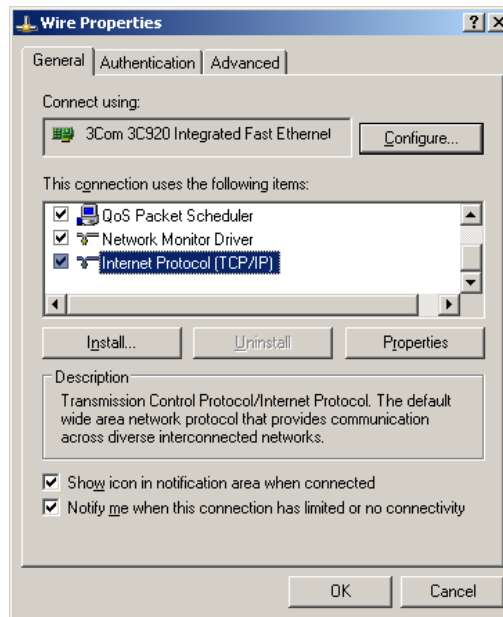 Wire Properties
General
Authentication
Advanced
Connect using:
3Com 3C920 Integrated Fast Ethernet
Configure...
This connection uses the following items:
QoS Packet Scheduler
Network Monitor Driver
Internet Protocol (TCP/IP)
Install...
Uninstall
Properties
Description
Transmission Control Protocol/Internet Protocol. The default
wide area network protocol that provides communication
across diverse interconnected networks.
Show icon in notification area when connected
Notify me when this connection has limited or no connectivity
OK
Cancel